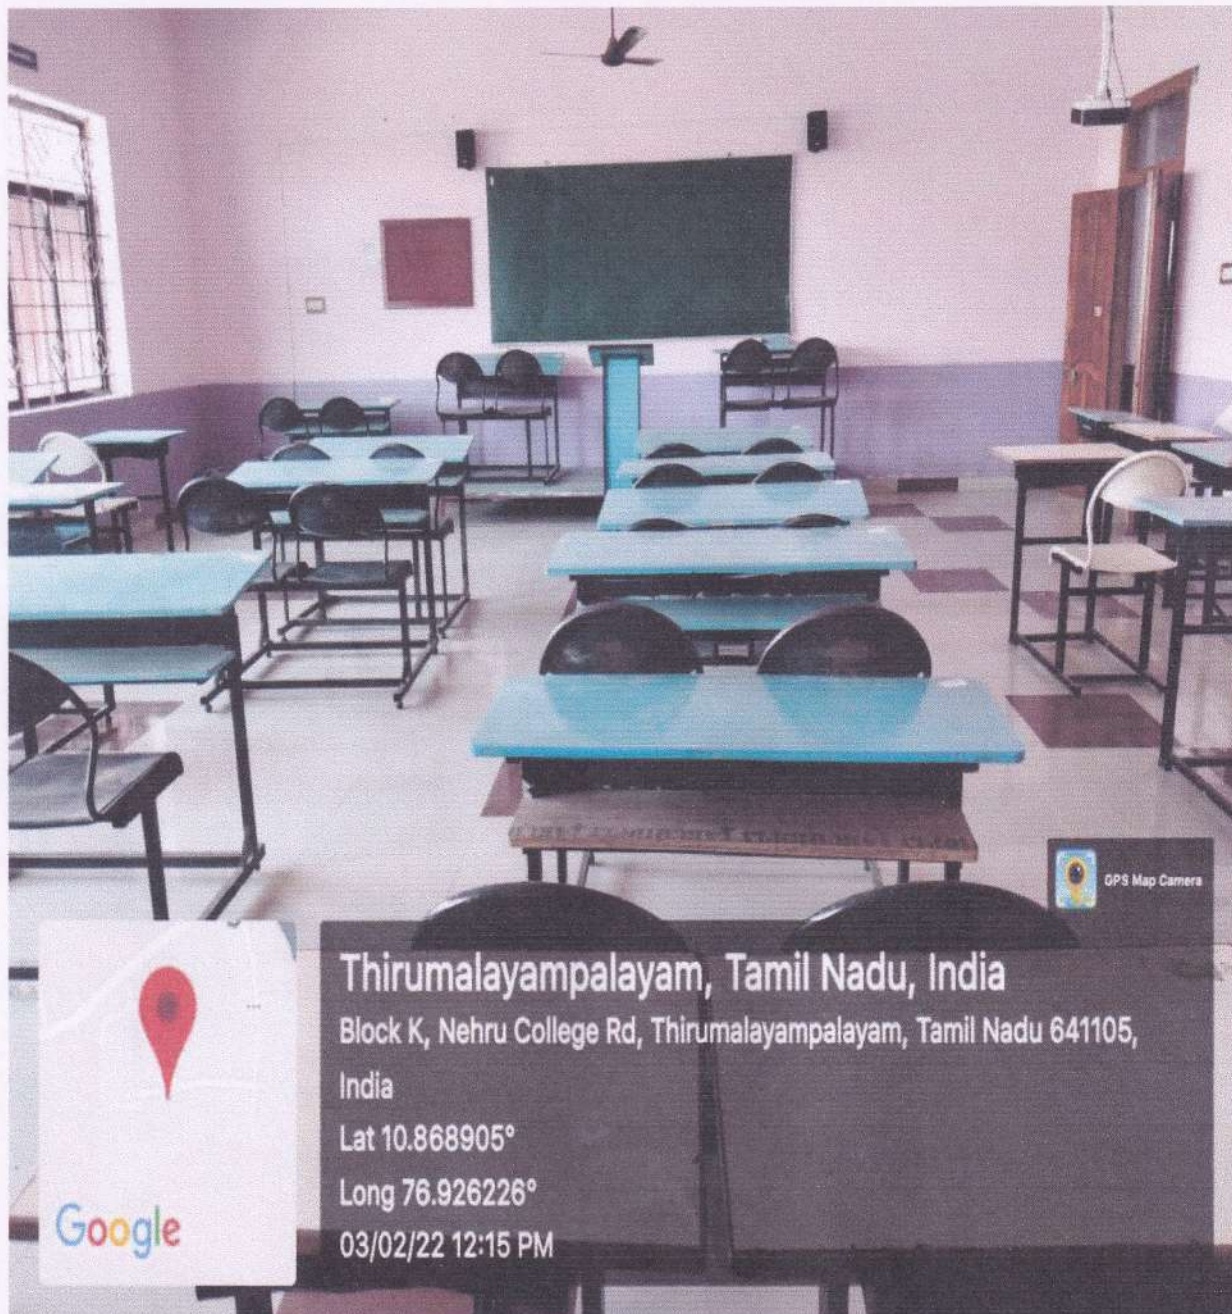 GPS Map Camera
Thirumalayampalayam, Tamil Nadu, India
Block K, Nehru College Rd, Thirumalayampalayam, Tamil Nadu 641105,
India
Lat 10.868905°
Long 76.926226°
03/02/22 12:15 PM
Google